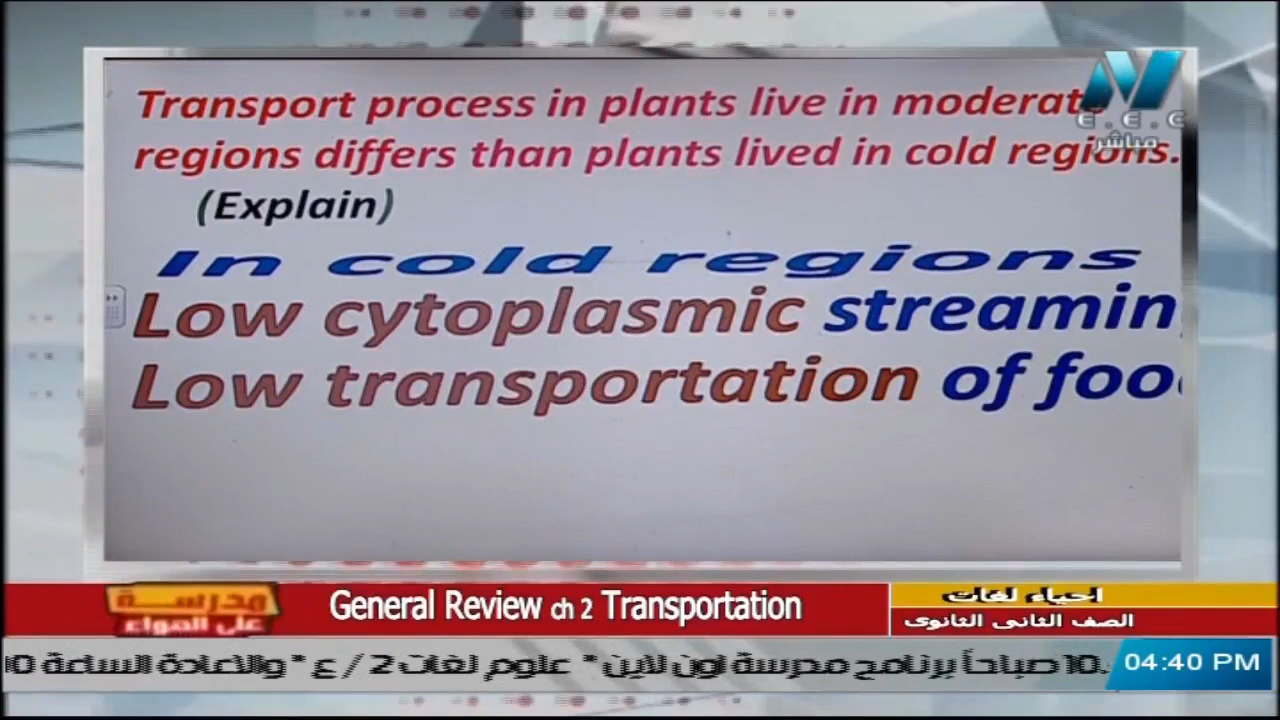 Transport process in plants live in moderate
E.E.E
مباشر
regions differs than plants lived in cold regions.
(Explain)
In cold regions
Low cytoplasmic streamin
Low transportation of foo
مدرسة
على الهواء
General Review ch 2 Transportation
احياء لغات
الصف الثانى الثانوى
10 صباحاً برنامج مدرسة اون لاين * علوم لغات 2 / ع * والاعادة الساعة
04:40 PM